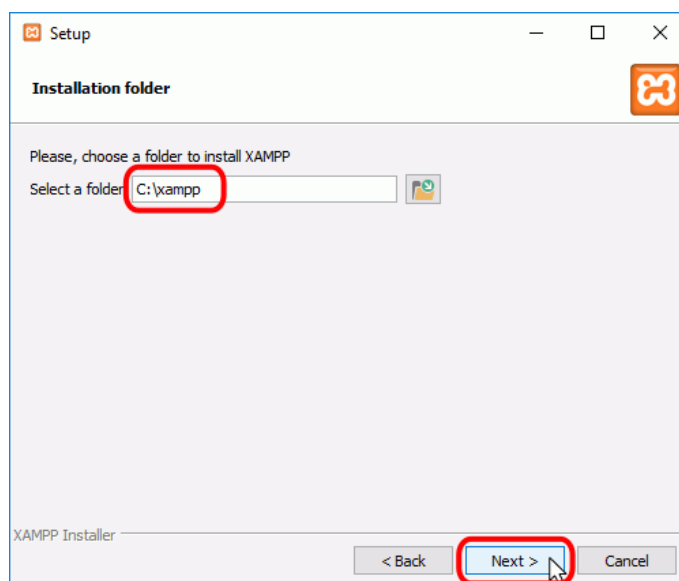 Setup
Installation folder
Please, choose a folder to install XAMPP
Select a folder C:\xampp
XAMPP Installer
< Back Next > Cancel